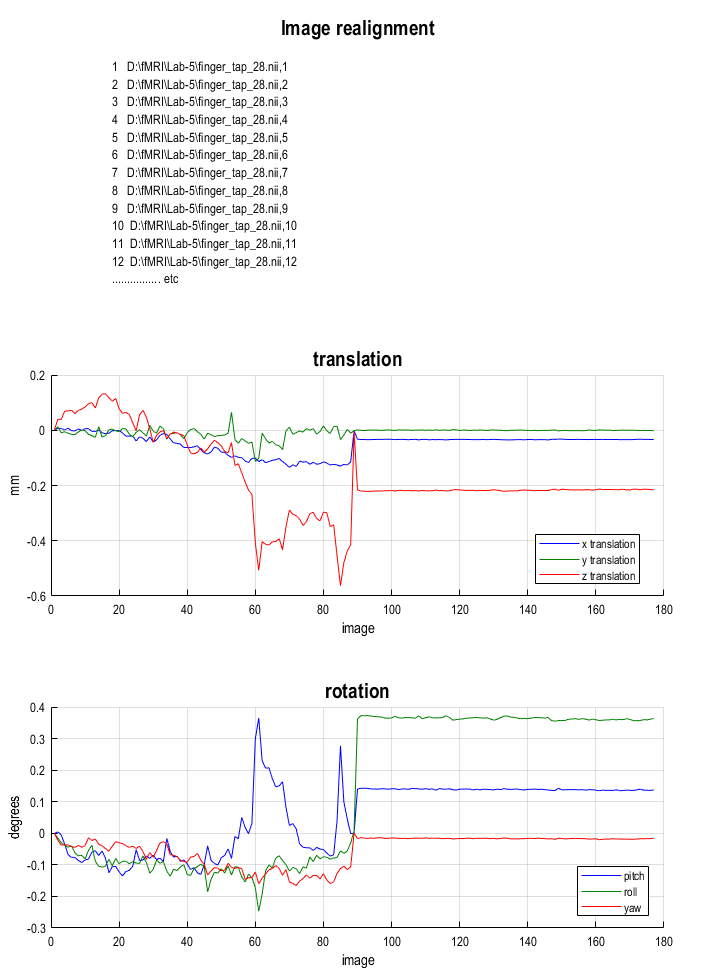 Image realignment
1 D:\fMRI\Lab-5\finger_tap_28.nii,1
2 D:\fMRI\Lab-5\finger_tap_28.nii,2
3 D:\fMRI\Lab-5\finger_tap_28.nii,3
4 D:\fMRI\Lab-5\finger_tap_28.nii,4
5 D:\fMRI\Lab-5\finger_tap_28.nii,5
6 D:\fMRI\Lab-5\finger_tap_28.nii,6
7 D:\fMRI\Lab-5\finger_tap_28.nii,7
8 D:\fMRI\Lab-5\finger_tap_28.nii,8
9 D:\fMRI\Lab-5\finger_tap_28.nii,9
10 D:\fMRI\Lab-5\finger_tap_28.nii,10
11 D:\fMRI\Lab-5\finger_tap_28.nii,11
12 D:\fMRI\Lab-5\finger_tap_28.nii,12
................ etc
translation
0.2
0
-0.2
-0.4
-0.6
mm
x translation
y translation
z translation
0 20 40 60 80 100 120 140 160 180
image
rotation
0.4
0.3
0.2
0.1
0
-0.1
-0.2
-0.3
degrees
pitch
roll
yaw
0 20 40 60 80 100 120 140 160 180
image